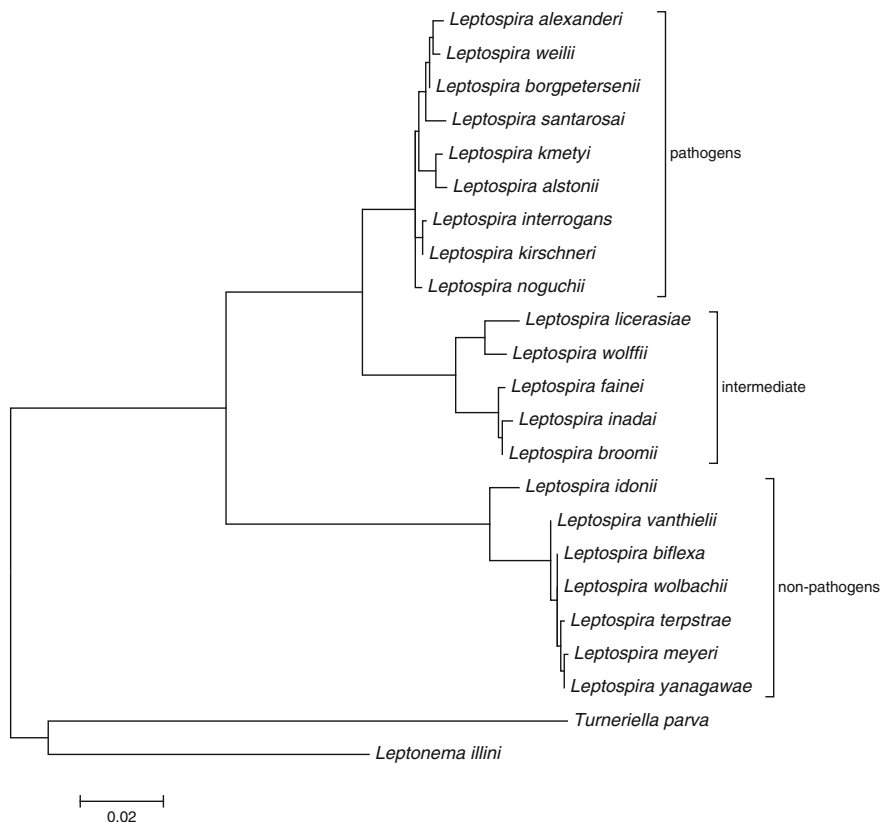 Leptospira alexanderi
Leptospira weilii
Leptospira borgpetersenii
Leptospira santarosai
Leptospira kmetyi
pathogens
Leptospira alstonii
Leptospira interrogans
Leptospira kirschneri
Leptospira noguchii
Leptospira licerasiae
Leptospira wolffii
Leptospira fainei
intermediate
Leptospira inadai
Leptospira broomii
Leptospira idonii
Leptospira vanthielii
Leptospira biflexa
Leptospira wolbachii
non-pathogens
Leptospira terpstrae
Leptospira meyeri
Leptospira yanagawae
Turneriella parva
Leptonema illini
0.02